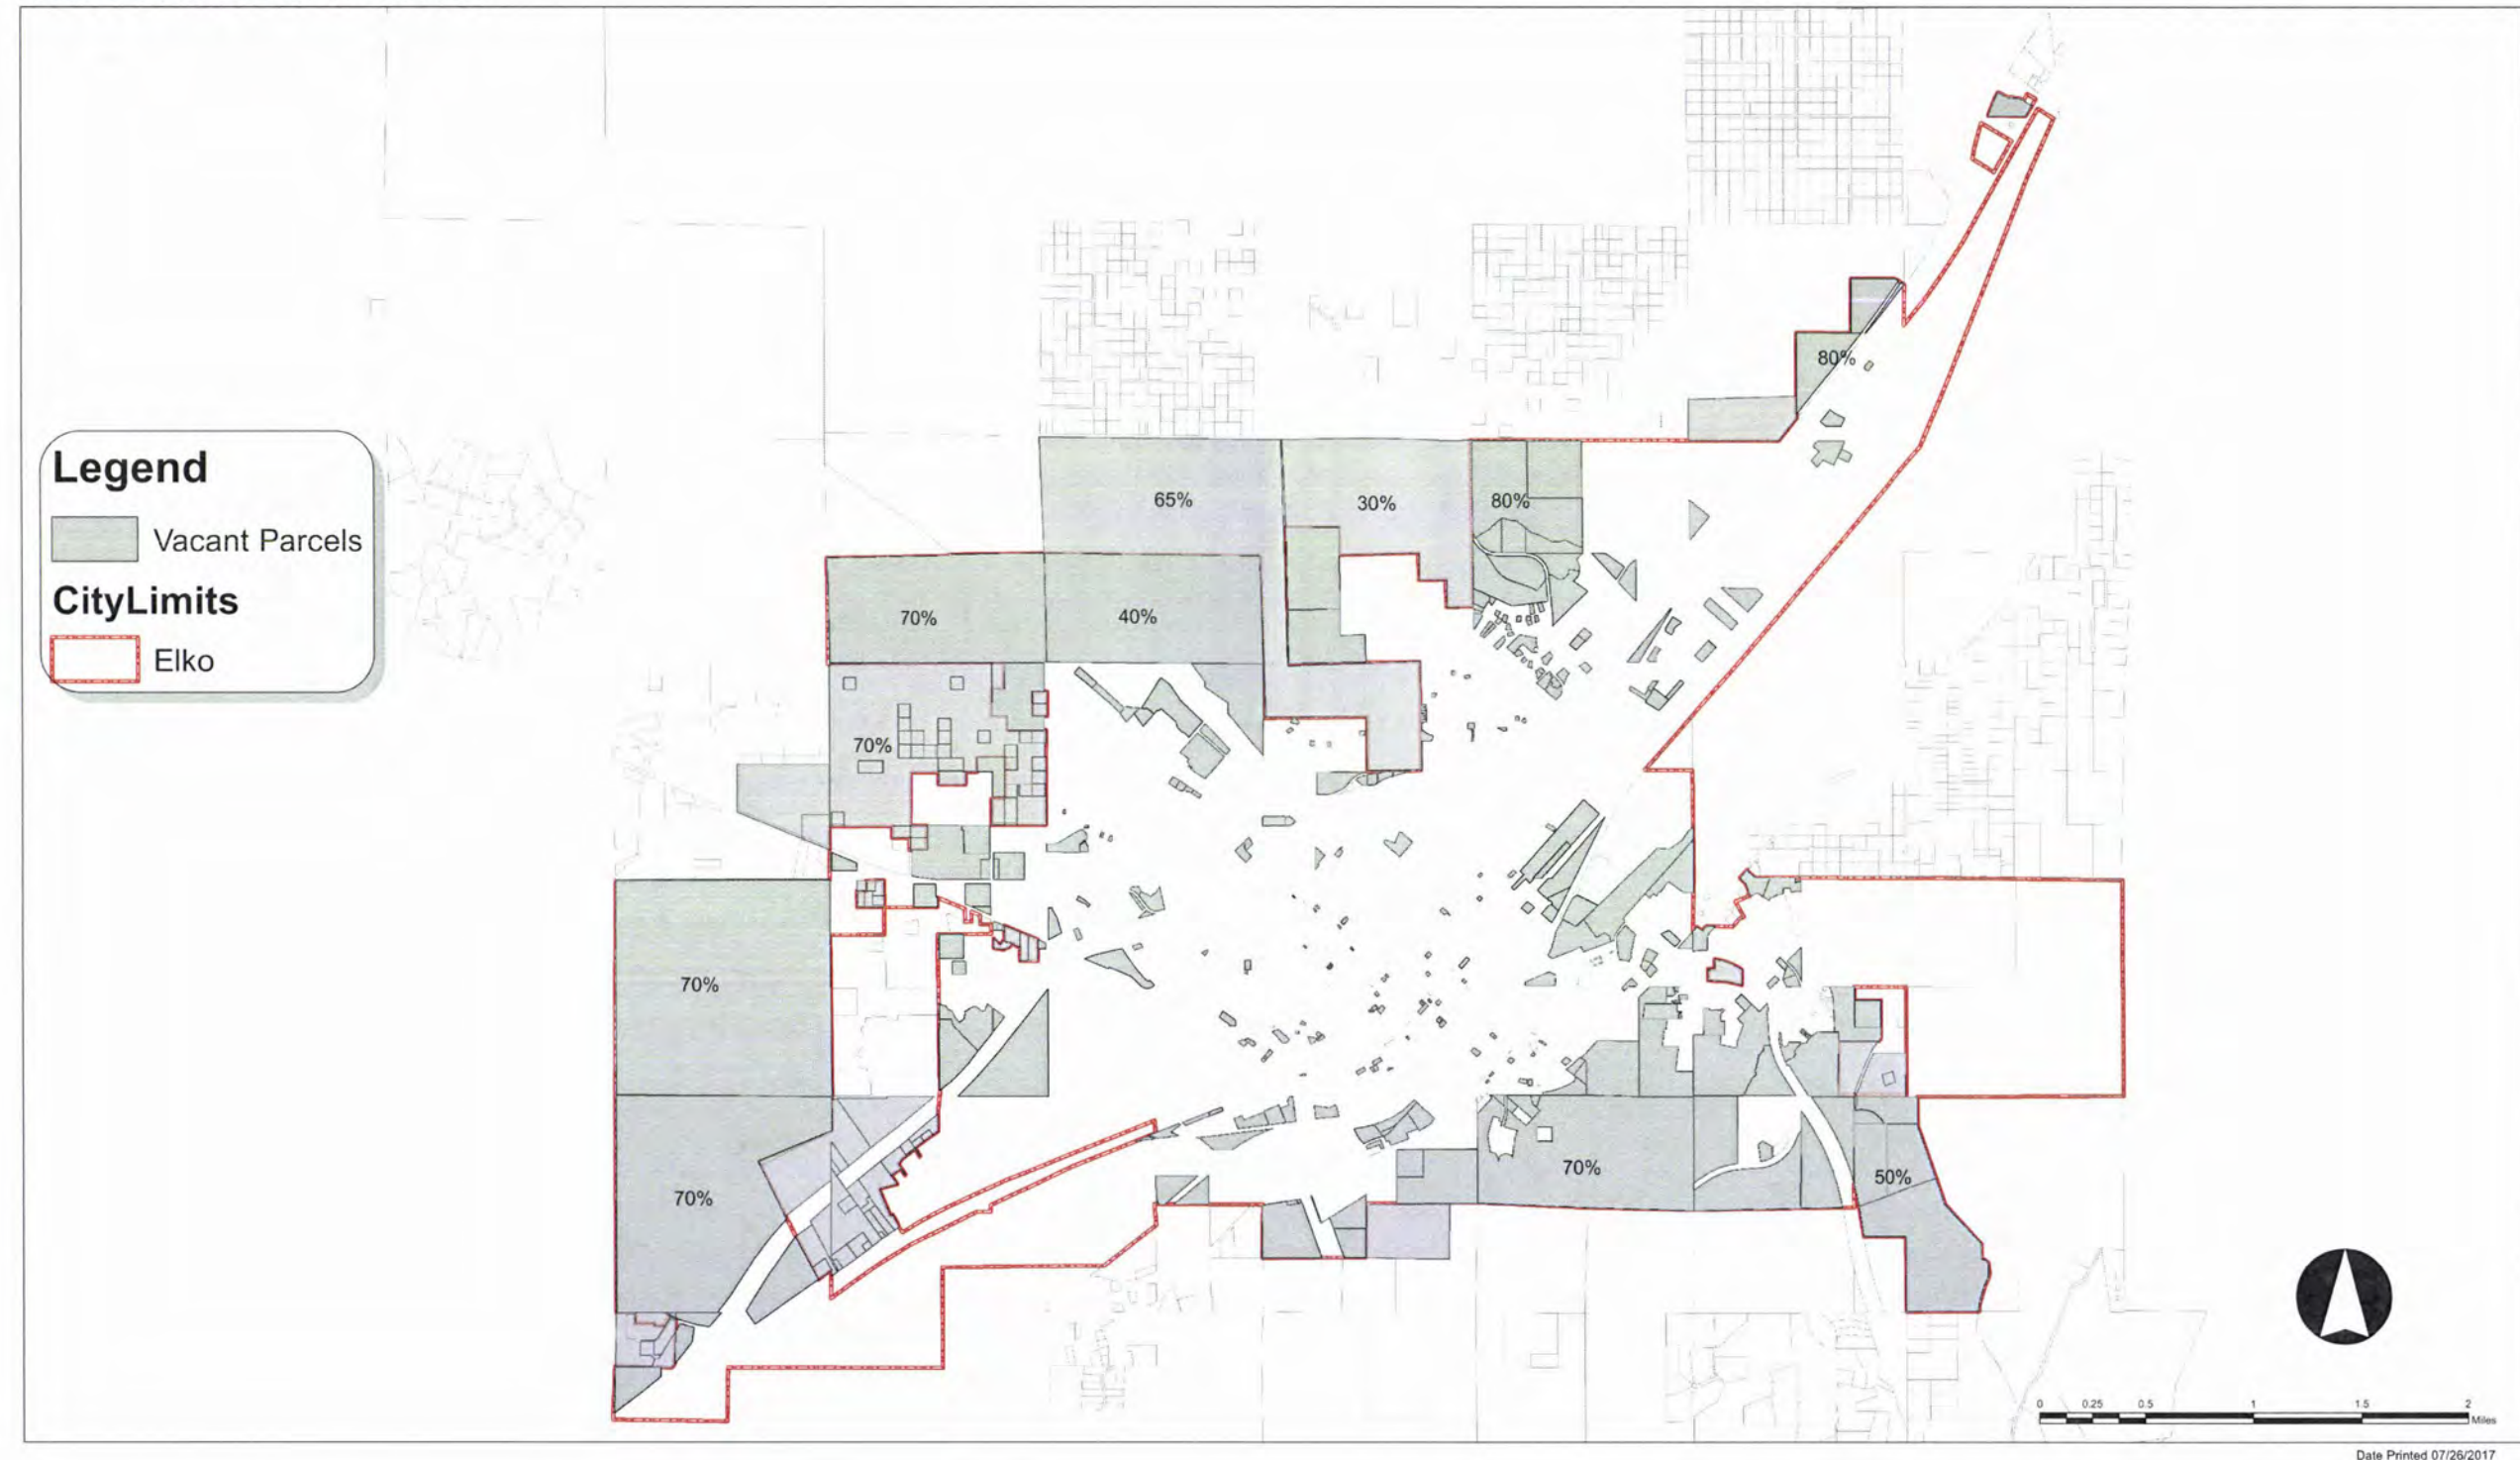 Legend
Vacant Parcels
CityLimits
Elko
80%
65%
30%
80%
70%
40%
70%
70%
70%
70%
50%
0 0.25 0.5 1 1.5 2
Miles
Date Printed 07/26/2017